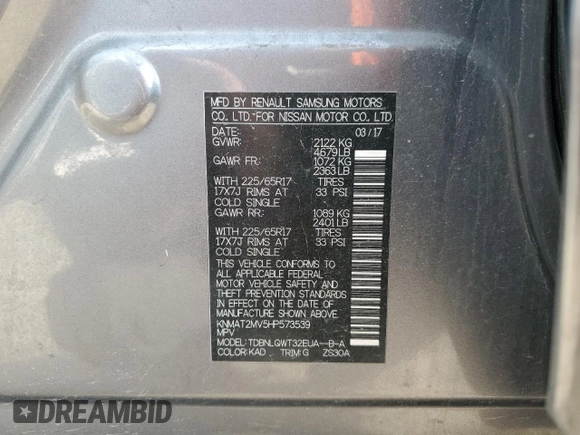 MFD BY RENAULT SAMSUNG MOTORS
CO., LTD. FOR NISSAN MOTOR CO., LTD.
DATE: 03/17
GVWR: 2122 KG
4679 LB
GAWR FR: 1072 KG
2363 LB
WITH 225/65R17 TIRES
17X7J RIMS AT 33 PSI
COLD SINGLE
GAWR RR: 1089 KG
2401 LB
WITH 225/65R17 TIRES
17X7J RIMS AT 33 PSI
COLD SINGLE
THIS VEHICLE CONFORMS TO
ALL APPLICABLE FEDERAL
MOTOR VEHICLE SAFETY AND
THEFT PREVENTION STANDARDS
IN EFFECT ON THE DATE OF
MANUFACTURE SHOWN ABOVE.
KNMAT2MV5HP573539
MPV
MODEL: TDBNLQWT32EUA--B-A
COLOR: KAD TRIM: G ZS30A
DREAMBID